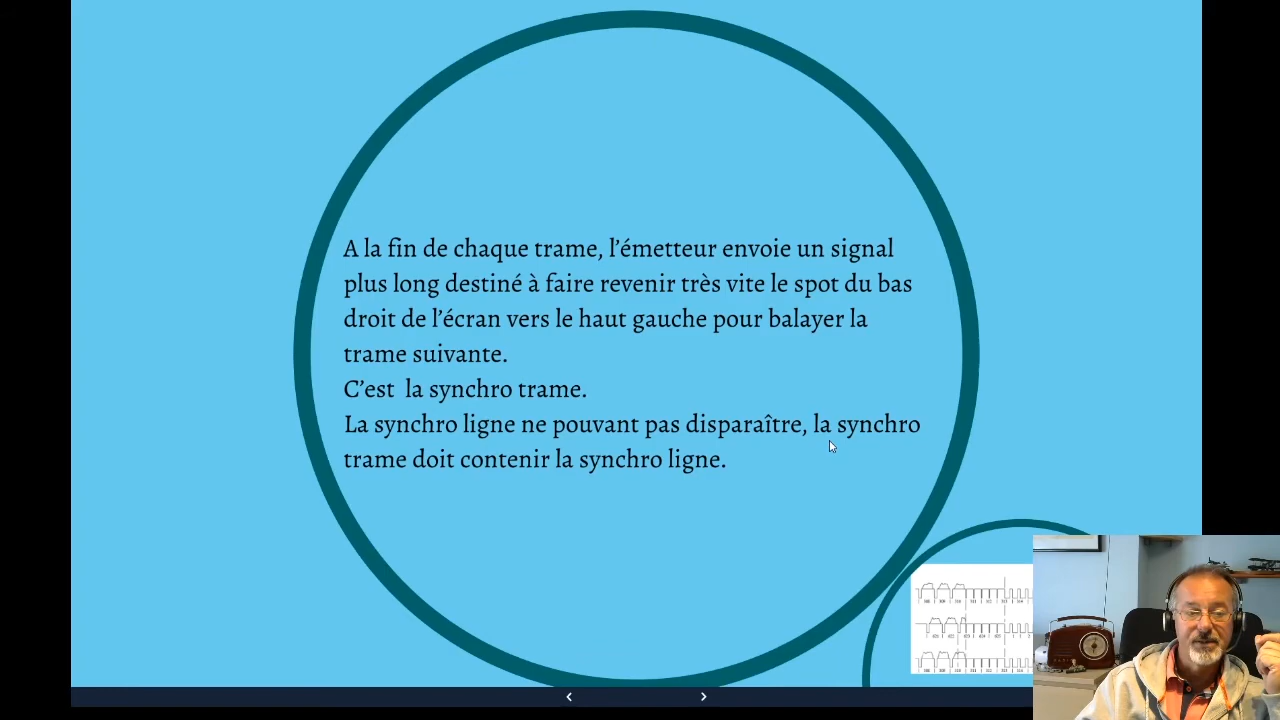 A la fin de chaque trame, l’émetteur envoie un signal
plus long destiné à faire revenir très vite le spot du bas
droit de l’écran vers le haut gauche pour balayer la
trame suivante.
C’est  la synchro trame.
La synchro ligne ne pouvant pas disparaître, la synchro
trame doit contenir la synchro ligne.